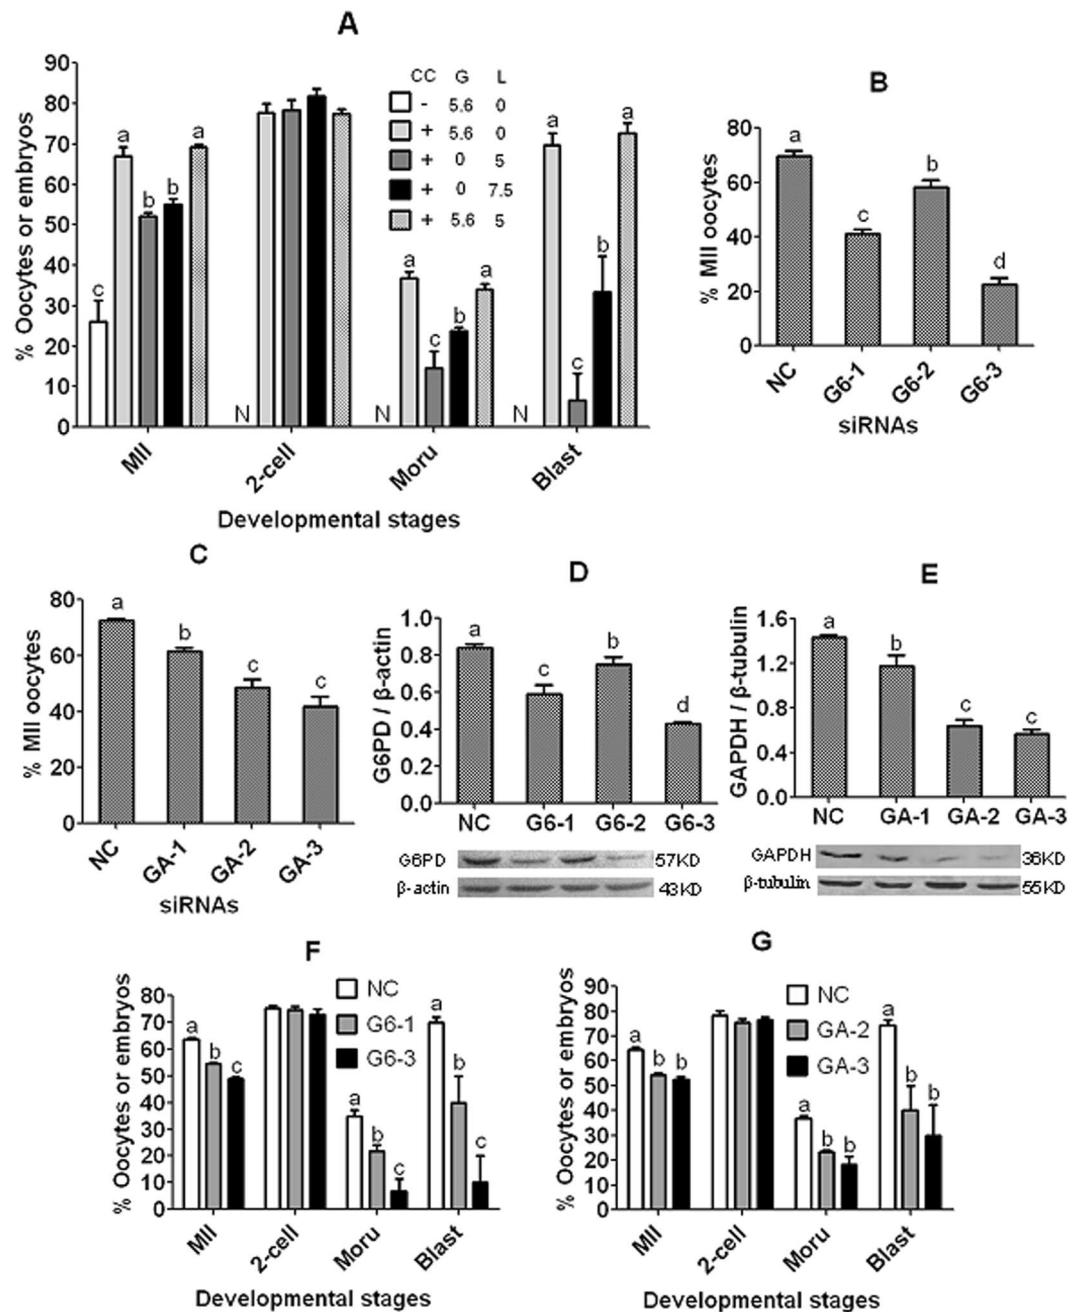 A
% Oocytes or embryos
90
80
70
60
50
40
30
20
10
0
CC G L
- 5.6 0
+ 5.6 0
+ 0 5
+ 0 7.5
+ 5.6 5
c a b b a
N
N a c b a
N a c b a
MII 2-cell Moru Blast
Developmental stages
B
% MII oocytes
80
60
40
20
0
a c b d
NC G6-1 G6-2 G6-3
siRNAs
C
% MII oocytes
80
60
40
20
0
a b c c
NC GA-1 GA-2 GA-3
siRNAs
D
G6PD / β-actin
1.0
0.8
0.6
0.4
0.2
0.0
a c b d
NC G6-1 G6-2 G6-3
G6PD 57KD
β-actin 43KD
E
GAPDH / β-tubulin
1.6
1.2
0.8
0.4
0.0
a b c c
NC GA-1 GA-2 GA-3
GAPDH 36KD
β-tubulin 55KD
F
% Oocytes or embryos
80
70
60
50
40
30
20
10
0
NC
G6-1
G6-3
a b c
a b c
a b c
MII 2-cell Moru Blast
Developmental stages
G
% Oocytes or embryos
90
80
70
60
50
40
30
20
10
0
NC
GA-2
GA-3
a b b
a b b
a b b
MII 2-cell Moru Blast
Developmental stages